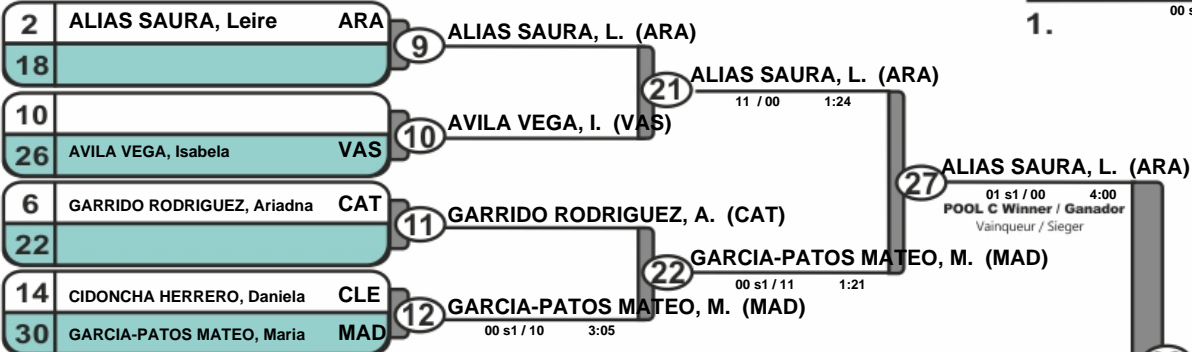 2 ALIAS SAURA, Leire ARA
18
9 ALIAS SAURA, L. (ARA)
10
26 AVILA VEGA, Isabela VAS
10 AVILA VEGA, I. (VAS)
21 ALIAS SAURA, L. (ARA)
11 / 00 1:24
6 GARRIDO RODRIGUEZ, Ariadna CAT
22
11 GARRIDO RODRIGUEZ, A. (CAT)
14 CIDONCHA HERRERO, Daniela CLE
30 GARCIA-PATOS MATEO, Maria MAD
12 GARCIA-PATOS MATEO, M. (MAD)
00 s1 / 10 3:05
22 GARCIA-PATOS MATEO, M. (MAD)
00 s1 / 11 1:21
27 ALIAS SAURA, L. (ARA)
01 s1 / 00 4:00
POOL C Winner / Ganador
Vainqueur / Sieger
1.